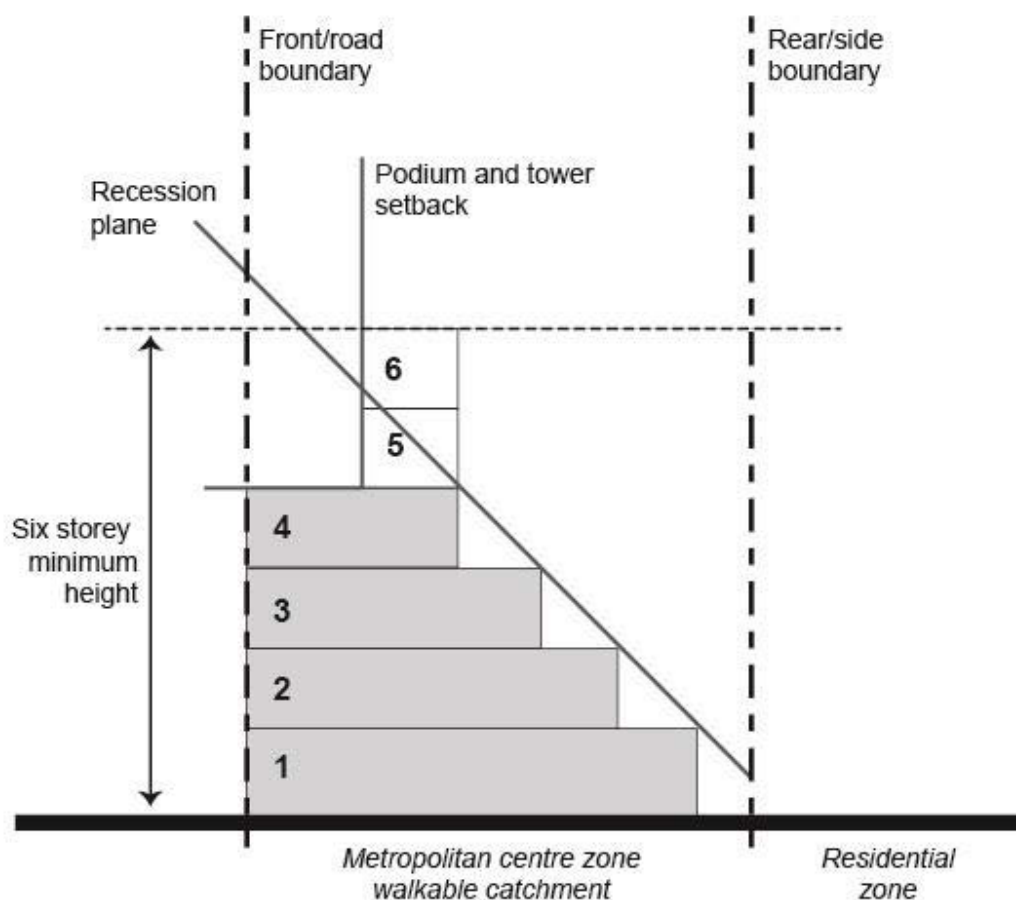 Front/road
boundary
Rear/side
boundary
Podium and tower
setback
Recession
plane
6
5
4
Six storey
minimum
height
3
2
1
Metropolitan centre zone
walkable catchment
Residential
zone